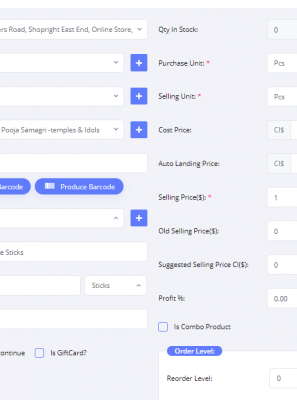 rs Road, Shopright East End, Online Store,
Qty In Stock:
0
Purchase Unit: *
Pcs
Selling Unit: *
Pcs
Pooja Samagri -temples & Idols
Cost Price:
CI$
Auto Landing Price:
CI$
arcode
Produce Barcode
Selling Price($): *
1
Old Selling Price($):
0
e Sticks
Suggested Selling Price CI($):
0
Sticks
Profit %:
0.00
Is Combo Product
ontinue
Is GiftCard?
Order Level:
Reorder Level:
0